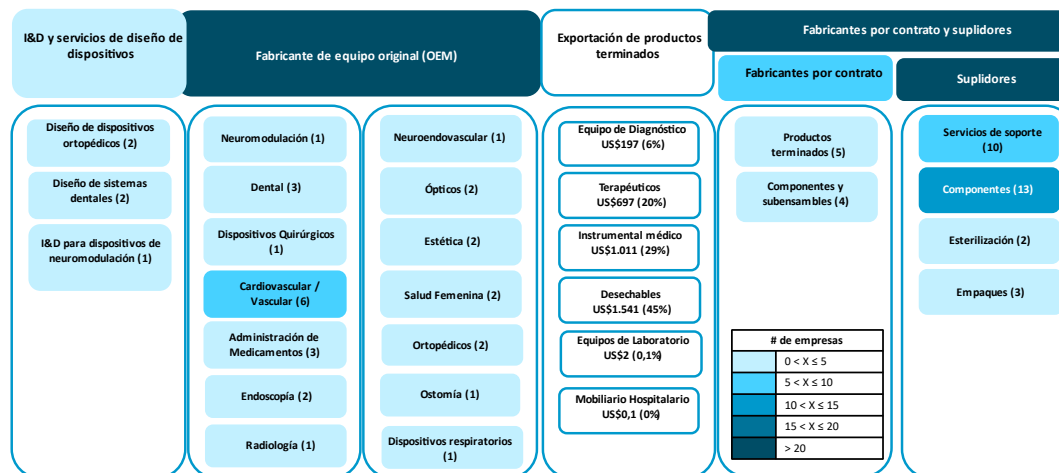 I&D y servicios de diseño de
dispositivos
Fabricante de equipo original (OEM)
Exportación de productos
terminados
Fabricantes por contrato y suplidores
Fabricantes por contrato
Suplidores
Diseño de dispositivos
ortopédicos (2)
Diseño de sistemas
dentales (2)
I&D para dispositivos de
neuromodulación (1)
Neuromodulación (1)
Dental (3)
Dispositivos Quirúrgicos
(1)
Cardiovascular /
Vascular (6)
Administración de
Medicamentos (3)
Endoscopía (2)
Radiología (1)
Neuroendovascular (1)
Ópticos (2)
Estética (2)
Salud Femenina (2)
Ortopédicos (2)
Ostomía (1)
Dispositivos respiratorios
(1)
Equipo de Diagnóstico
US$197 (6%)
Terapéuticos
US$697 (20%)
Instrumental médico
US$1.011 (29%)
Desechables
US$1.541 (45%)
Equipos de Laboratorio
US$2 (0,1%)
Mobiliario Hospitalario
US$0,1 (0%)
Productos
terminados (5)
Componentes y
subensambles (4)
# de empresas
0 < X ≤ 5
5 < X ≤ 10
10 < X ≤ 15
15 < X ≤ 20
> 20
Servicios de soporte
(10)
Componentes (13)
Esterilización (2)
Empaques (3)